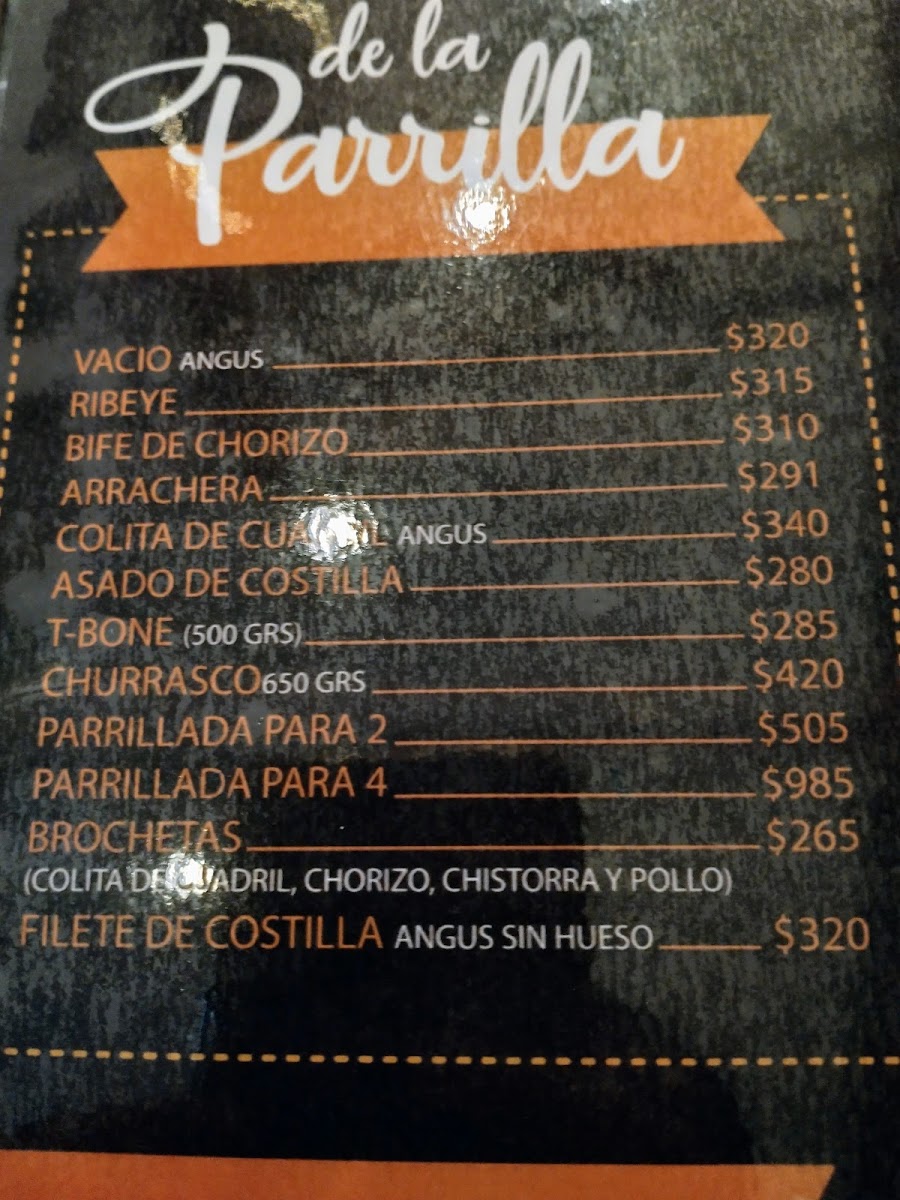 de la
Parrilla
VACIO ANGUS $320
RIBEYE $315
BIFE DE CHORIZO $310
ARRACHERA $291
COLITA DE CUADRIL ANGUS $340
ASADO DE COSTILLA $280
T-BONE (500 GRS) $285
CHURRASCO 650 GRS $420
PARRILLADA PARA 2 $505
PARRILLADA PARA 4 $985
BROCHETAS $265
(COLITA DE CUADRIL, CHORIZO, CHISTORRA Y POLLO)
FILETE DE COSTILLA ANGUS SIN HUESO $320